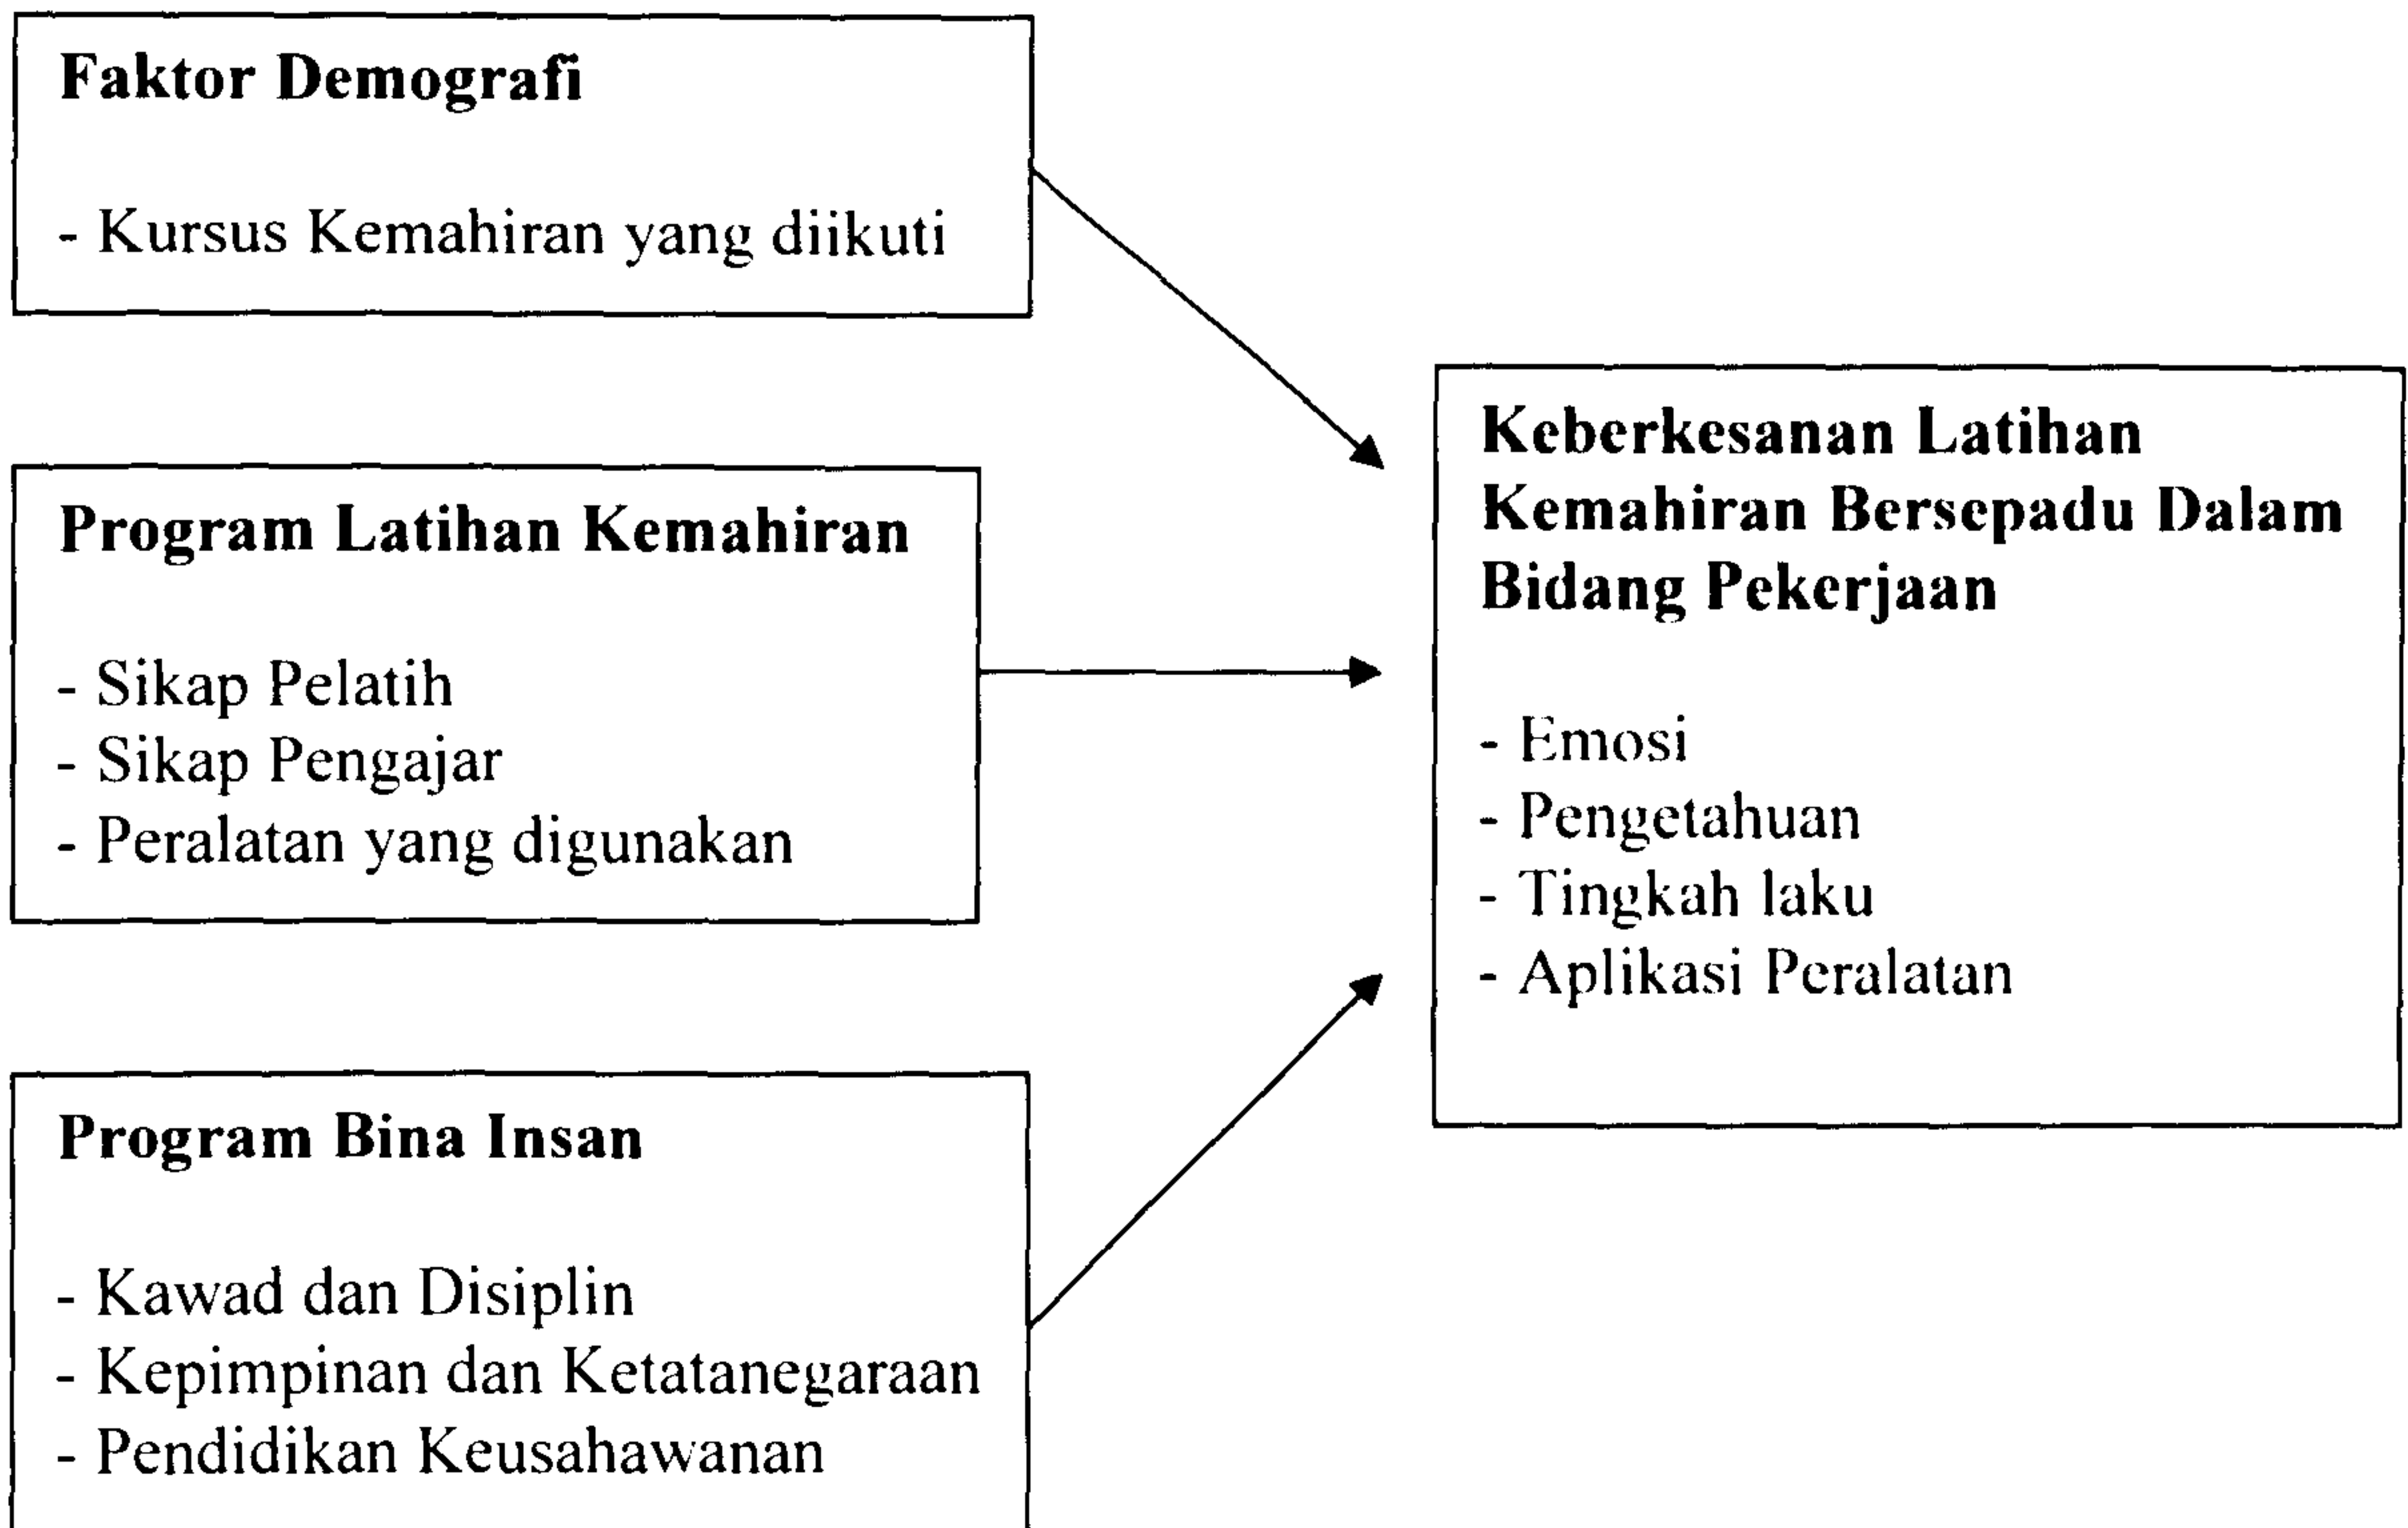 Faktor Demografi
- Kursus Kemahiran yang diikuti
Program Latihan Kemahiran
- Sikap Pelatih
- Sikap Pengajar
- Peralatan yang digunakan
Program Bina Insan
- Kawad dan Disiplin
- Kepimpinan dan Ketatanegaraan
- Pendidikan Keusahawanan
Keberkesanan Latihan
Kemahiran Bersepadu Dalam
Bidang Pekerjaan
- Emosi
- Pengetahuan
- Tingkah laku
- Aplikasi Peralatan